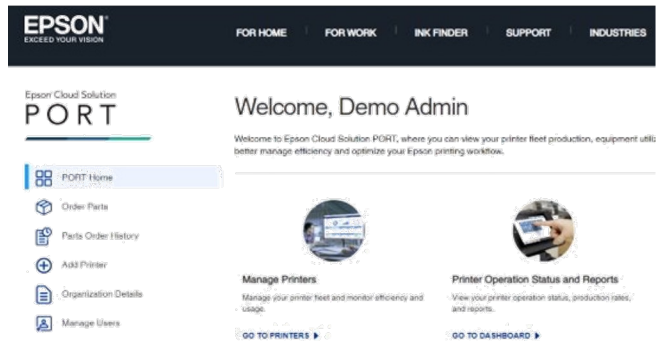 EPSON
EXCEED YOUR VISION
FOR HOME
FOR WORK
INK FINDER
SUPPORT
INDUSTRIES
Epson Cloud Solution
PORT
PORT Home
Order Parts
Parts Order History
Add Printer
Organization Details
Manage Users
Welcome, Demo Admin
Welcome to Epson Cloud Solution PORT, where you can view your printer fleet production, equipment
better manage efficiency and optimize your Epson printing workflow.
Manage Printers
Manage your printer fleet and monitor efficiency and
usage.
GO TO PRINTERS
Printer Operation Status and Reports
View your printer operation status, production rates,
and reports.
GO TO DASHBOARD